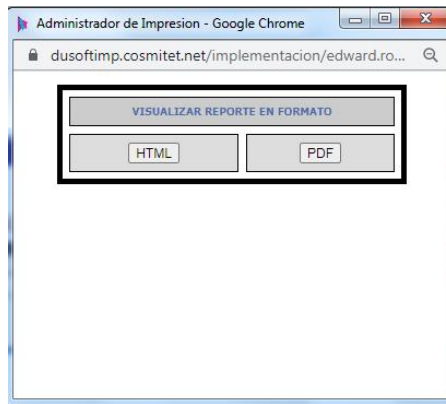 Administrador de Impresion - Google Chrome
dusoftimp.cosmitet.net/implementacion/edward.ro...
VISUALIZAR REPORTE EN FORMATO
HTML PDF